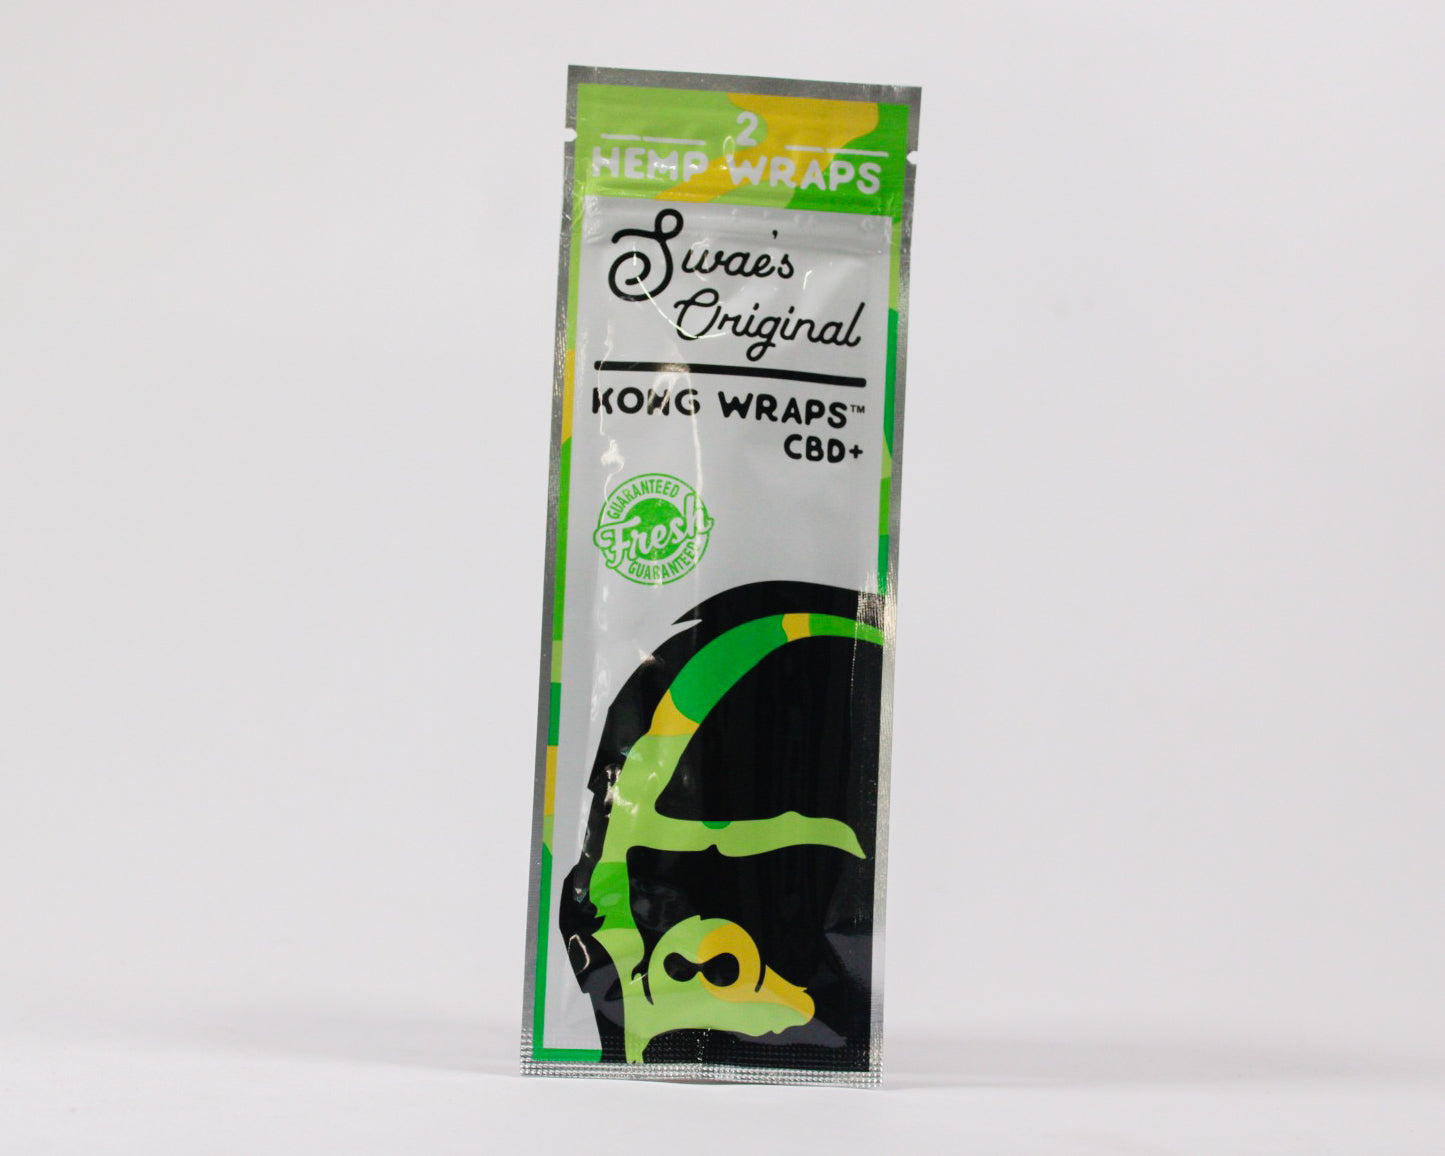 2
HEMP WRAPS
Swae's
Original
KONG WRAPS™
CBD+
GUARANTEED
Fresh
GUARANTEED